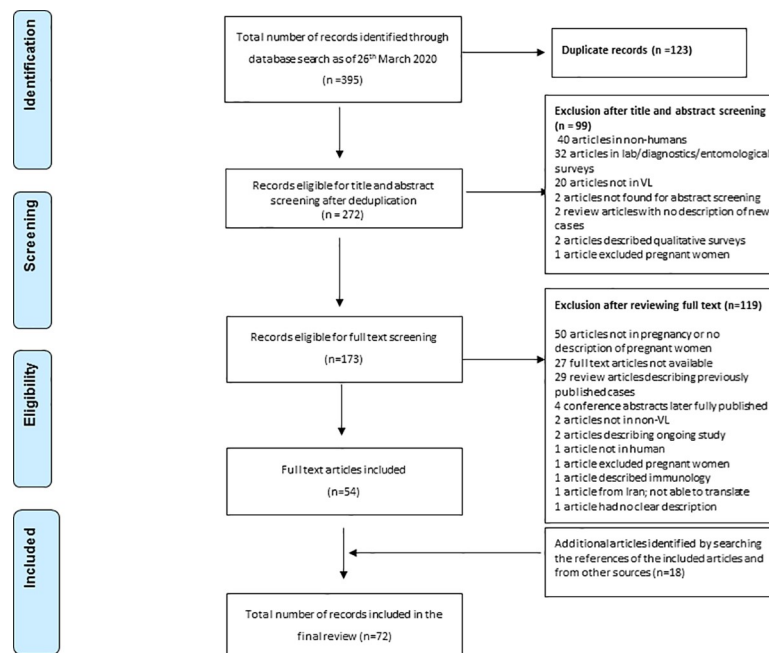 Identification
Total number of records identified through
database search as of 26th March 2020
(n =395)
Duplicate records (n =123)
Exclusion after title and abstract screening
(n = 99)
40 articles in non-humans
32 articles in lab/diagnostics/entomological
surveys
20 articles not in VL
2 articles not found for abstract screening
2 review articles with no description of new
cases
2 articles described qualitative surveys
1 article excluded pregnant women
Screening
Records eligible for title and abstract
screening after deduplication
(n = 272)
Records eligible for full text screening
(n=173)
Exclusion after reviewing full text (n=119)
50 articles not in pregnancy or no
description of pregnant women
27 full text articles not available
29 review articles describing previously
published cases
4 conference abstracts later fully published
2 articles not in non-VL
2 articles describing ongoing study
1 article not in human
1 article excluded pregnant women
1 article described immunology
1 article from Iran; not able to translate
1 article had no clear description
Eligibility
Full text articles included
(n=54)
Included
Additional articles identified by searching
the references of the included articles and
from other sources (n=18)
Total number of records included in the
final review (n=72)